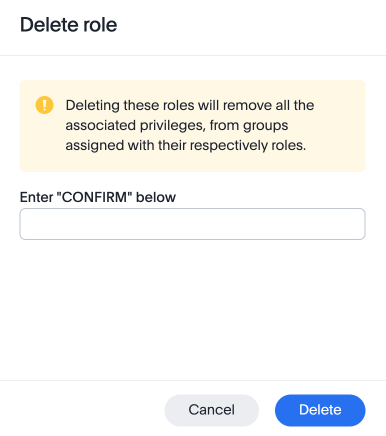 Delete role
Deleting these roles will remove all the
associated privileges, from groups
assigned with their respectively roles.
Enter "CONFIRM" below
Cancel
Delete